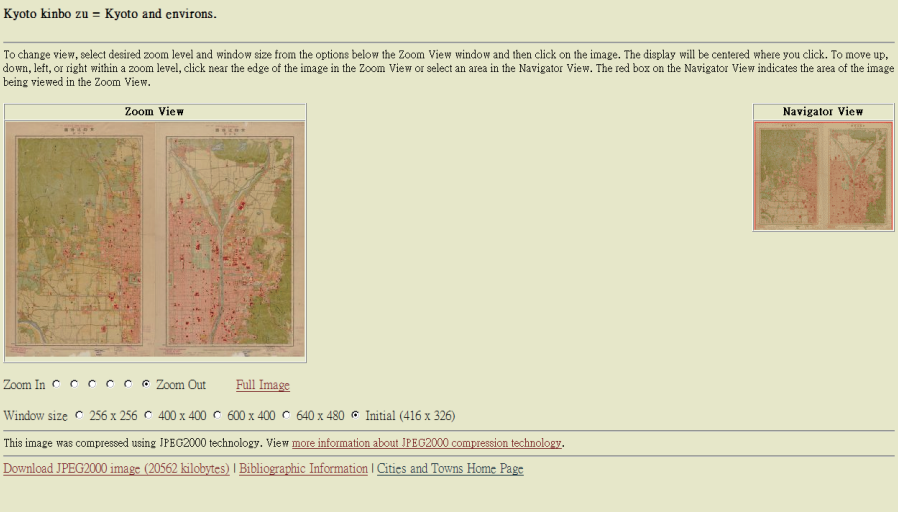 Kyoto kinbo zu = Kyoto and environs.
To change view, select desired zoom level and window size from the options below the Zoom View window and then click on the image. The display will be centered where you click. To move up,
down, left, or right within a zoom level, click near the edge of the image in the Zoom View or select an area in the Navigator View. The red box on the Navigator View indicates the area of the image
being viewed in the Zoom View.
Zoom View
Navigator View
Zoom In Zoom Out Full Image
Window size 256 x 256 400 x 400 600 x 400 640 x 480 Initial (416 x 326)
This image was compressed using JPEG2000 technology. View more information about JPEG2000 compression technology.
Download JPEG2000 image (20562 kilobytes) | Bibliographic Information | Cities and Towns Home Page